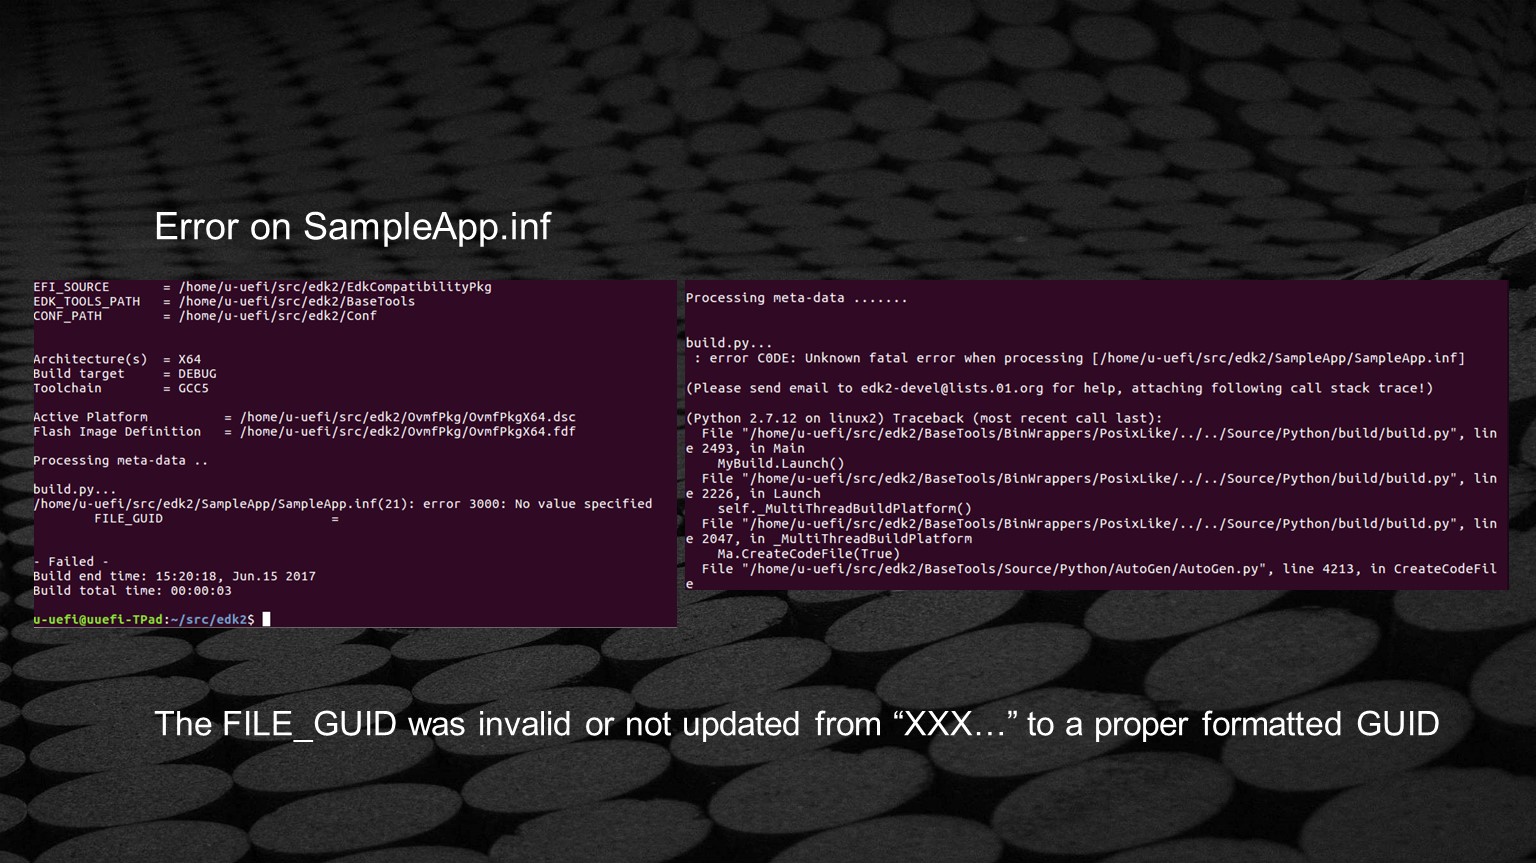 Error on SampleApp.inf
EFI_SOURCE = /home/u-uefi/src/edk2/EdkCompatibilityPkg
EDK_TOOLS_PATH = /home/u-uefi/src/edk2/BaseTools
CONF_PATH = /home/u-uefi/src/edk2/Conf
Architecture(s) = X64
Build target = DEBUG
Toolchain = GCC5
Active Platform = /home/u-uefi/src/edk2/OvmfPkg/OvmfPkgX64.dsc
Flash Image Definition = /home/u-uefi/src/edk2/OvmfPkg/OvmfPkgX64.fdf
Processing meta-data ..
build.py...
/home/u-uefi/src/edk2/SampleApp/SampleApp.inf(21): error 3000: No value specified
FILE_GUID =
- Failed -
Build end time: 15:20:18, Jun.15 2017
Build total time: 00:00:03
u-uefi@uuefi-TPad:~/src/edk2$
Processing meta-data .......
build.py...
: error C0DE: Unknown fatal error when processing [/home/u-uefi/src/edk2/SampleApp/SampleApp.inf]
(Please send email to edk2-devel@lists.01.org for help, attaching following call stack trace!)
(Python 2.7.12 on linux2) Traceback (most recent call last):
File "/home/u-uefi/src/edk2/BaseTools/BinWrappers/PosixLike/../../Source/Python/build/build.py", lin
e 2493, in Main
MyBuild.Launch()
File "/home/u-uefi/src/edk2/BaseTools/BinWrappers/PosixLike/../../Source/Python/build/build.py", lin
e 2226, in Launch
self._MultiThreadBuildPlatform()
File "/home/u-uefi/src/edk2/BaseTools/BinWrappers/PosixLike/../../Source/Python/build/build.py", lin
e 2047, in _MultiThreadBuildPlatform
Ma.CreateCodeFile(True)
File "/home/u-uefi/src/edk2/BaseTools/Source/Python/AutoGen/AutoGen.py", line 4213, in CreateCodeFil
e
The FILE_GUID was invalid or not updated from “XXX…” to a proper formatted GUID